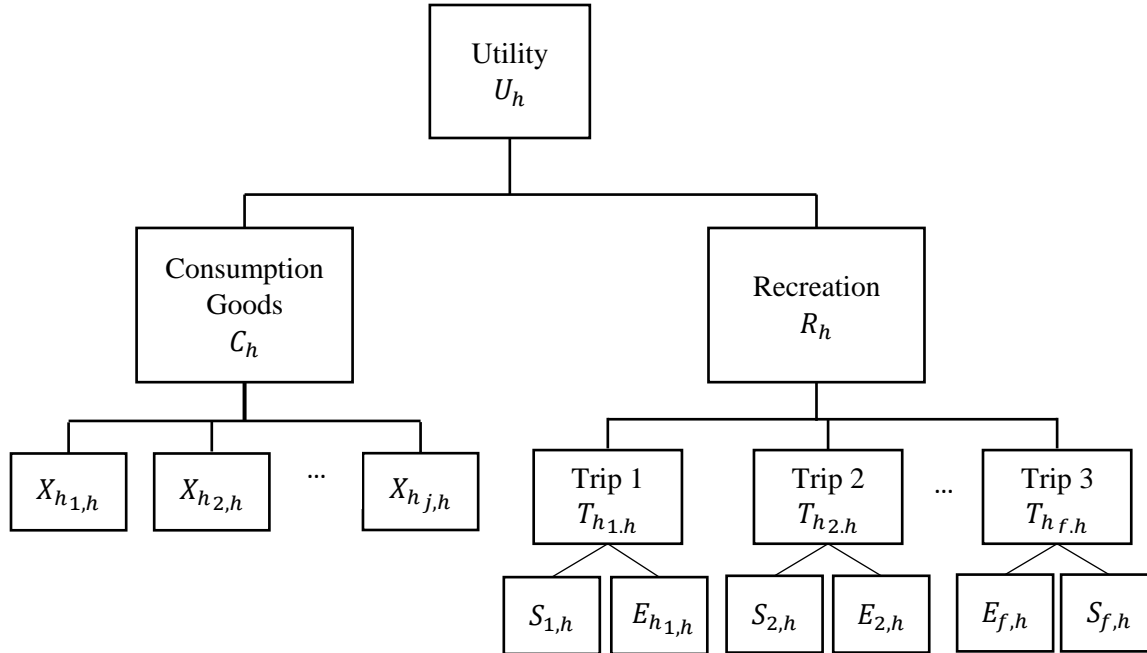 Utility
U_h
Consumption
Goods
C_h
Recreation
R_h
X_{h_{1,h}}
X_{h_{2,h}}
...
X_{h_{j,h}}
Trip 1
T_{h_{1.h}}
Trip 2
T_{h_{2.h}}
...
Trip 3
T_{h_{f.h}}
S_{1,h}
E_{h_{1,h}}
S_{2,h}
E_{2,h}
E_{f,h}
S_{f,h}